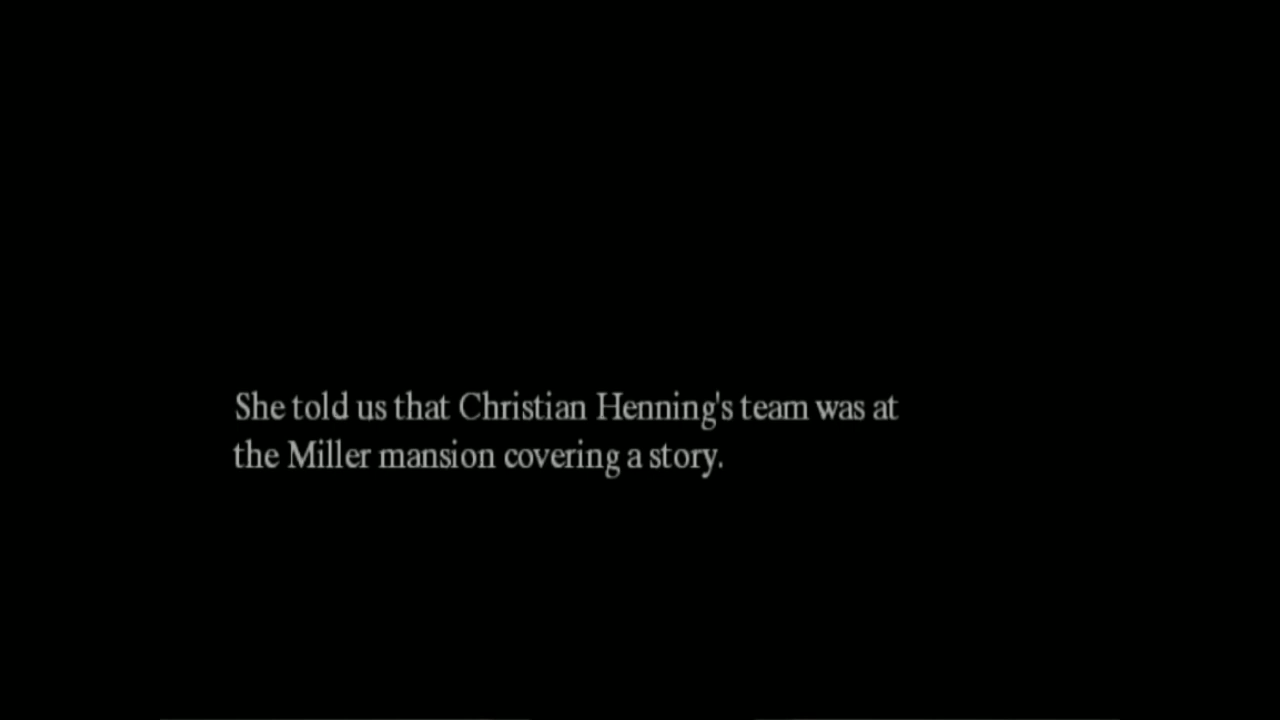 She told us that Christian Henning's team was at
the Miller mansion covering a story.